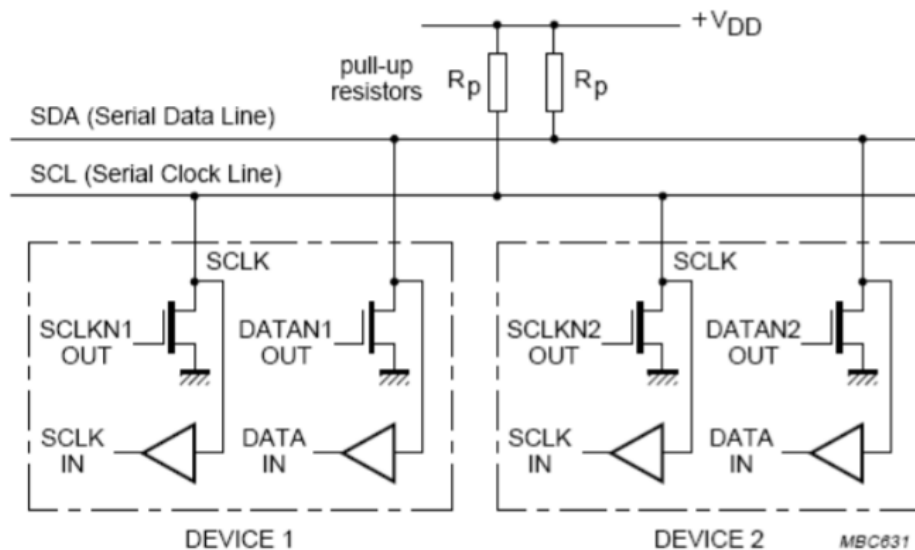 +VDD
pull-up
resistors
Rp
Rp
SDA (Serial Data Line)
SCL (Serial Clock Line)
SCLK
SCLK
SCLKN1
OUT
DATAN1
OUT
SCLKN2
OUT
DATAN2
OUT
SCLK
IN
DATA
IN
SCLK
IN
DATA
IN
DEVICE 1
DEVICE 2
MBC631